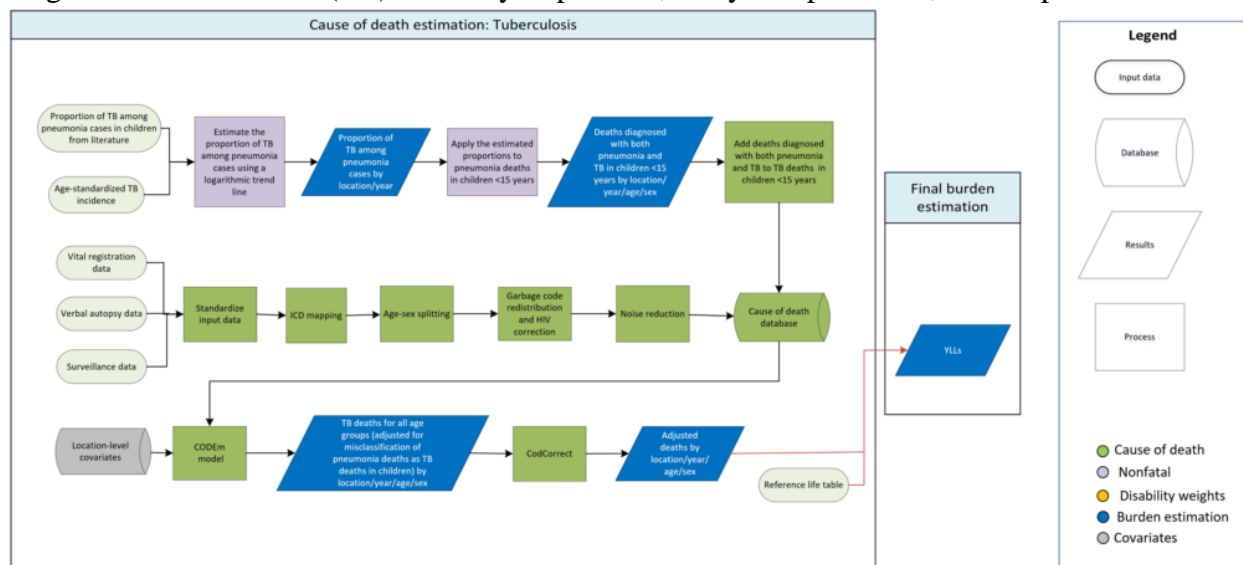 Cause of death estimation: Tuberculosis
Proportion of TB among
pneumonia cases in children
from literature
Age-standardized TB
incidence
Estimate the
proportion of TB
among pneumonia
cases using a
logarithmic trend
line
Proportion of
TB among
pneumonia
cases by
location/year
Apply the estimated
proportions to
pneumonia deaths
in children <15 years
Deaths diagnosed
with both
pneumonia and
TB in children <15
years by location/
year/age/sex
Add deaths diagnosed
with both pneumonia
and TB to TB deaths in
children <15 years
Vital registration
data
Verbal autopsy data
Surveillance data
Standardize
input data
ICD mapping
Age-sex splitting
Garbage code
redistribution
and HIV
correction
Noise reduction
Cause of death
database
Location-level
covariates
CODEm
model
TB deaths for all age
groups (adjusted for
misclassification of
pneumonia deaths as TB
deaths in children) by
location/year/age/sex
CodCorrect
Adjusted
deaths by
location/year/
age/sex
Reference life table
Final burden
estimation
YLLs
Legend
Input data
Database
Results
Process
Cause of death
Nonfatal
Disability weights
Burden estimation
Covariates